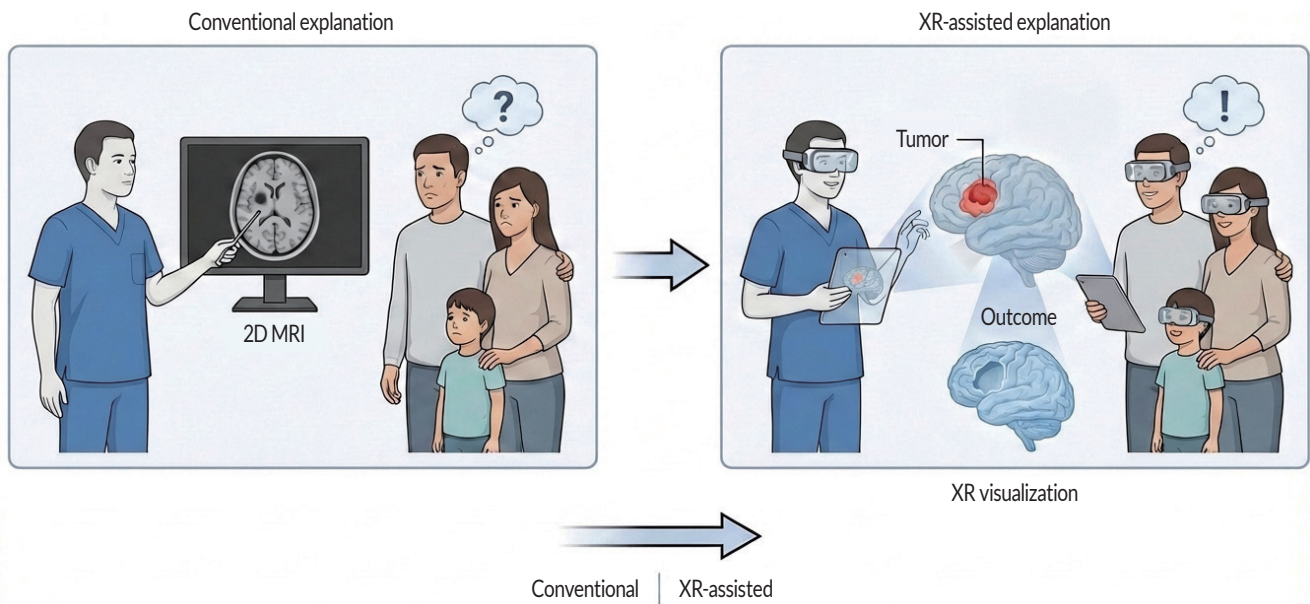 Conventional explanation
XR-assisted explanation
?
!
Tumor
2D MRI
Outcome
XR visualization
Conventional | XR-assisted